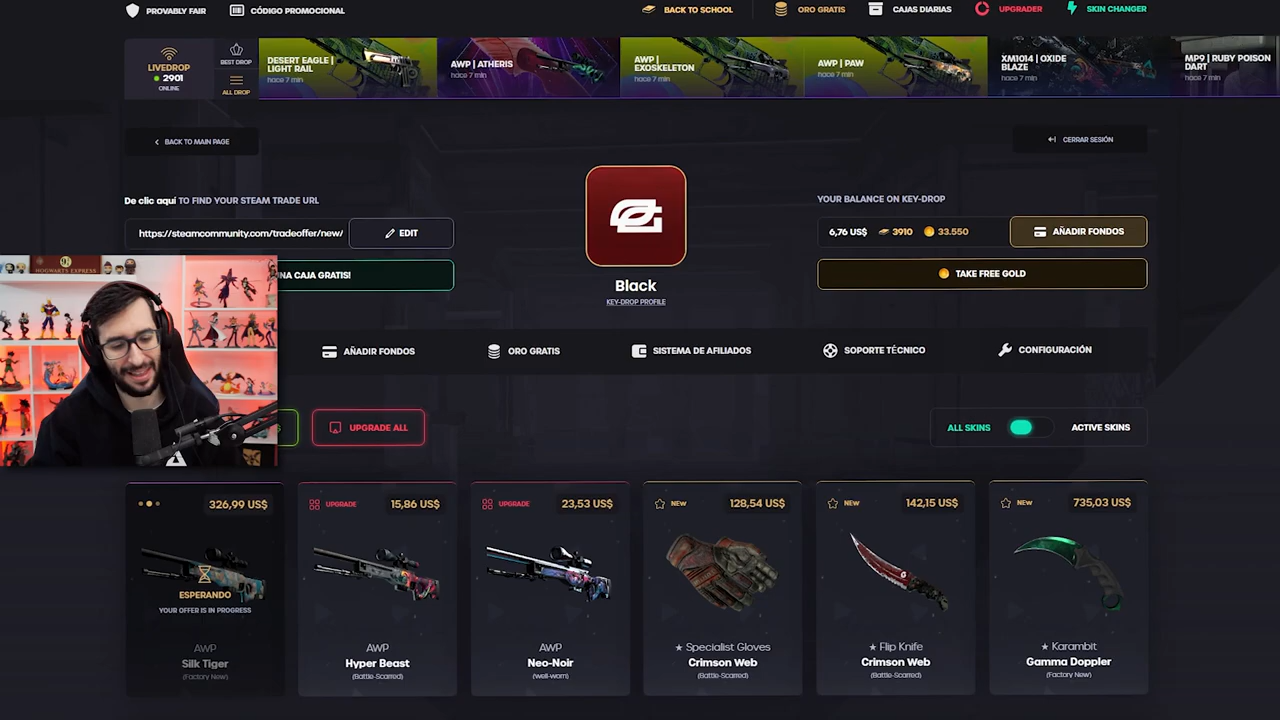 PROVABLY FAIR
CÓDIGO PROMOCIONAL
BACK TO SCHOOL
ORO GRATIS
CAJAS DIARIAS
UPGRADER
SKIN CHANGER
LIVEDROP
2901
ONLINE
BEST DROP
ALL DROP
DESERT EAGLE |
LIGHT RAIL
hace 7 min
AWP | ATHERIS
hace 7 min
AWP |
EXOSKELETON
hace 7 min
AWP | PAW
hace 7 min
XM1014 | OXIDE
BLAZE
hace 7 min
MP9 | RUBY POISON
DART
hace 7 min
BACK TO MAIN PAGE
CERRAR SESIÓN
De clic aquí TO FIND YOUR STEAM TRADE URL
https://steamcommunity.com/tradeoffer/new/
EDIT
NA CAJA GRATIS!
Black
KEY-DROP PROFILE
YOUR BALANCE ON KEY-DROP
6,76 US$
3910
33.550
AÑADIR FONDOS
TAKE FREE GOLD
HOGWARTS EXPRESS
AÑADIR FONDOS
ORO GRATIS
SISTEMA DE AFILIADOS
SOPORTE TÉCNICO
CONFIGURACIÓN
S
UPGRADE ALL
ALL SKINS
ACTIVE SKINS
326,99 US$
ESPERANDO
YOUR OFFER IS IN PROGRESS
AWP
Silk Tiger
(Factory New)
UPGRADE
15,86 US$
AWP
Hyper Beast
(Battle-Scarred)
UPGRADE
23,53 US$
AWP
Neo-Noir
(Well-worn)
NEW
128,54 US$
★ Specialist Gloves
Crimson Web
(Battle-Scarred)
NEW
142,15 US$
★ Flip Knife
Crimson Web
(Battle-Scarred)
NEW
735,03 US$
★ Karambit
Gamma Doppler
(Factory New)